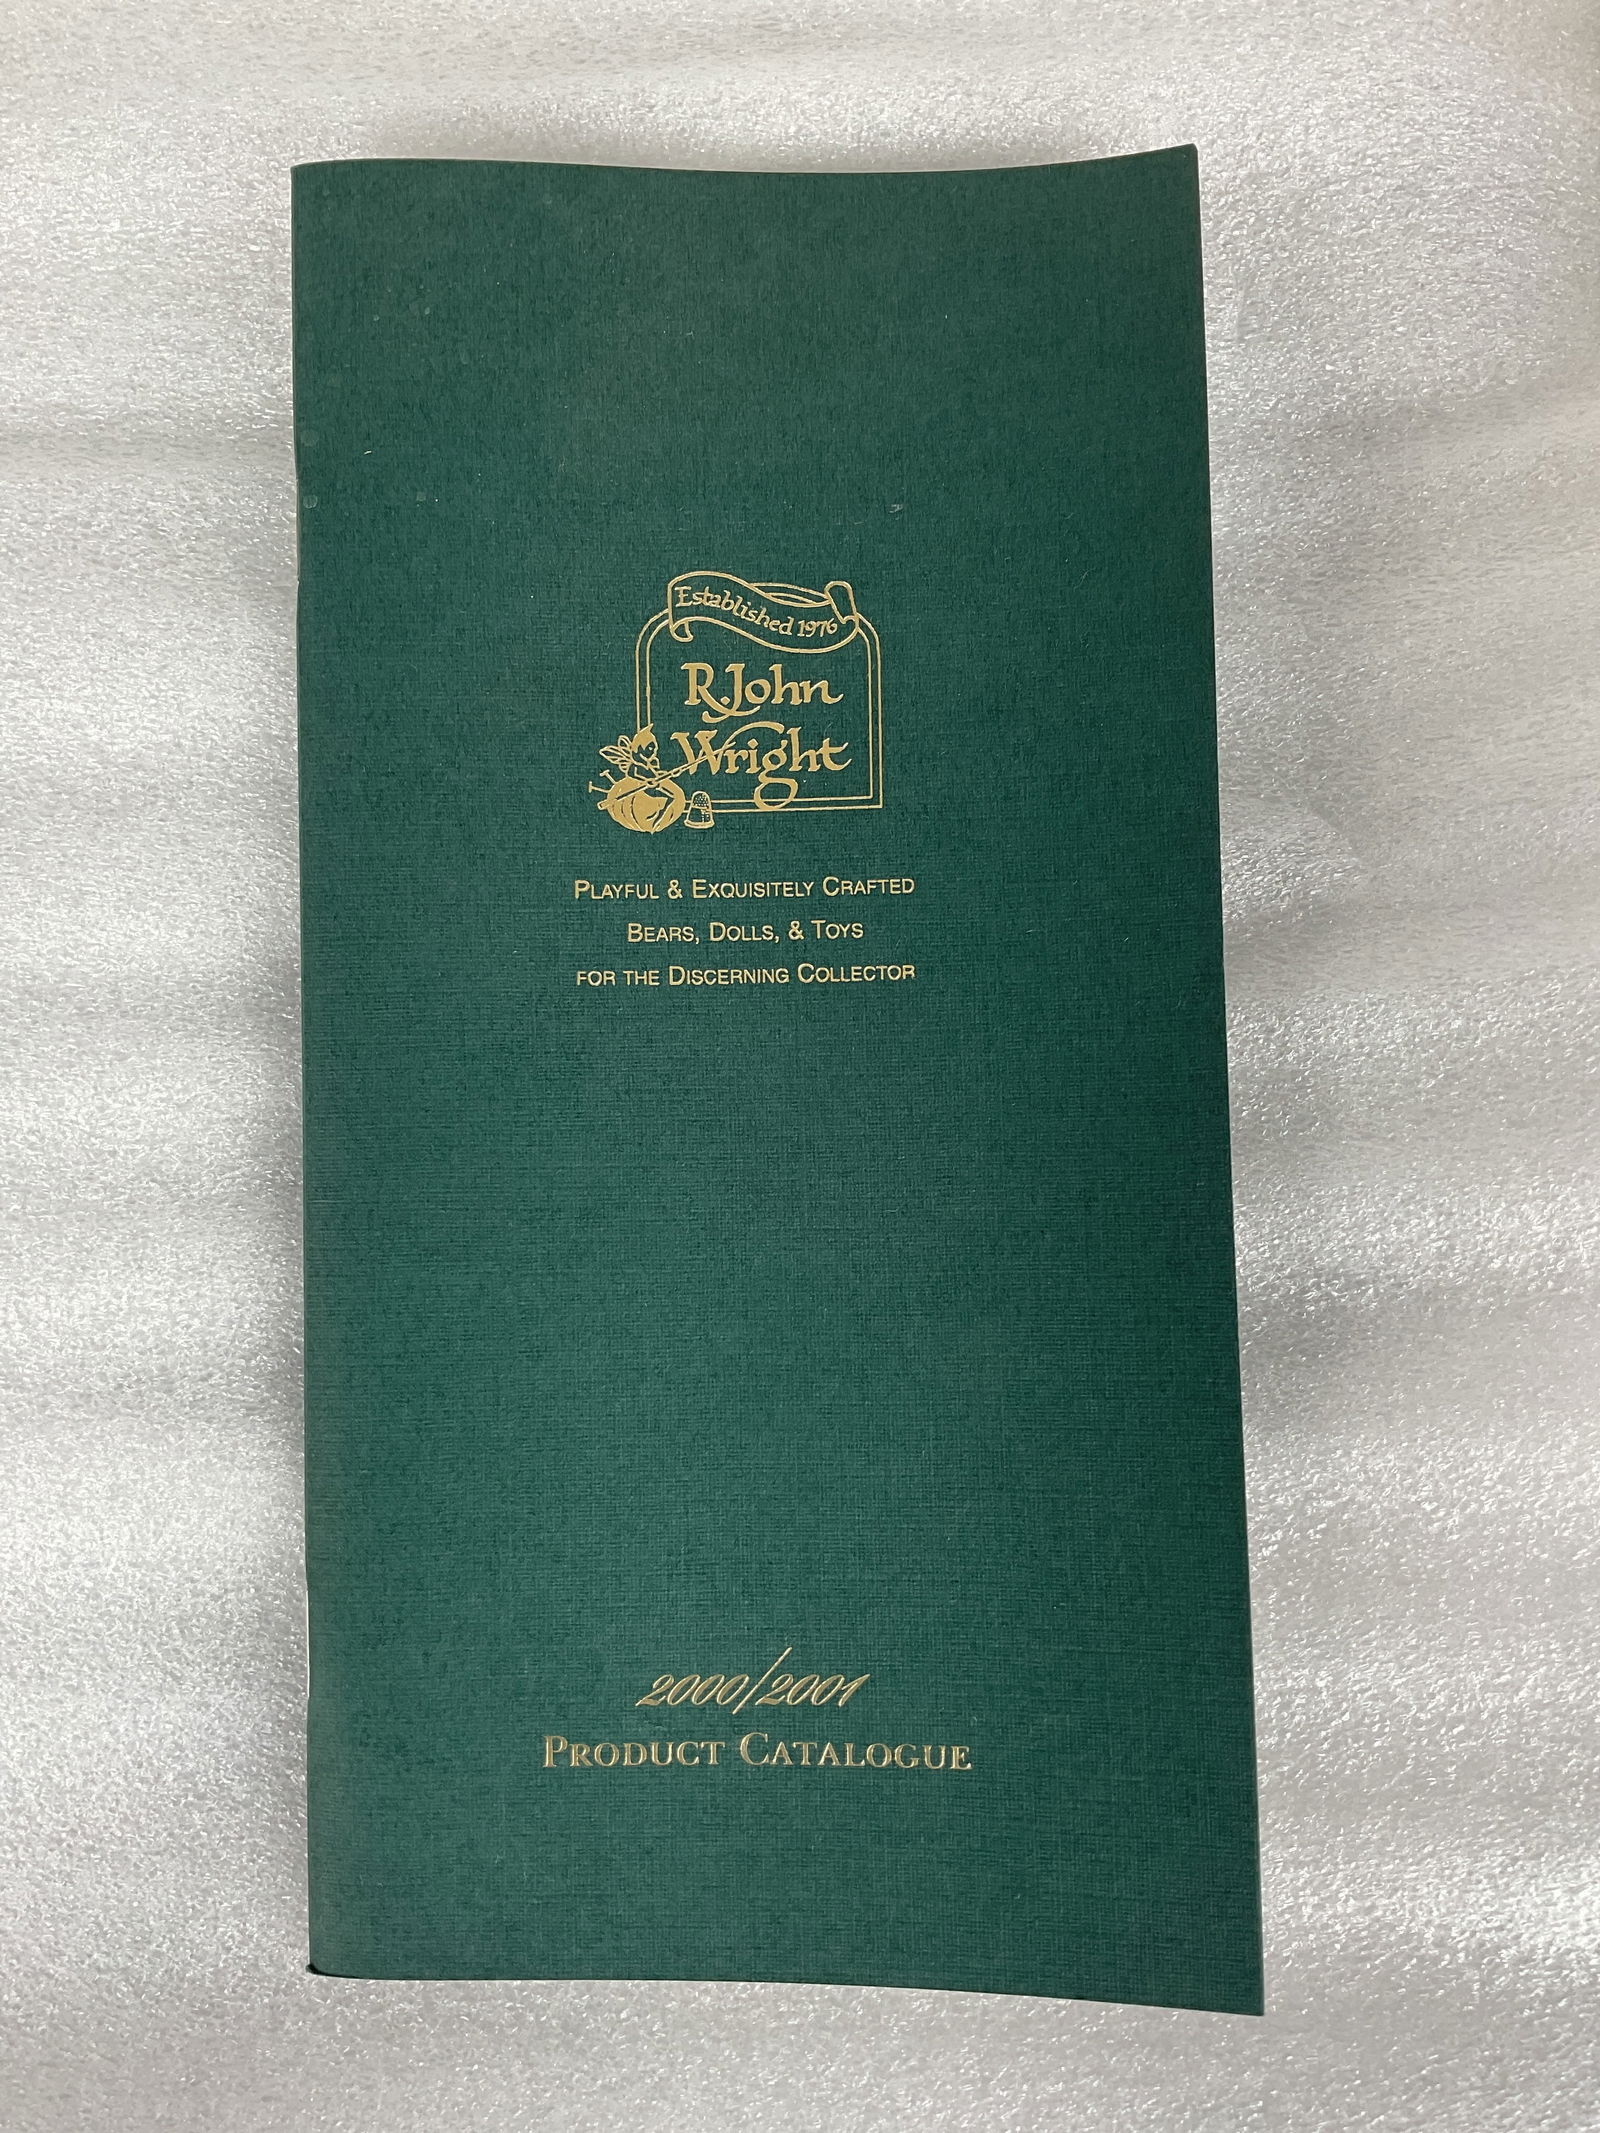 Established 1976
R. John
Wright
Playful & Exquisitely Crafted
Bears, Dolls, & Toys
for the Discerning Collector
2000/2001
Product Catalogue